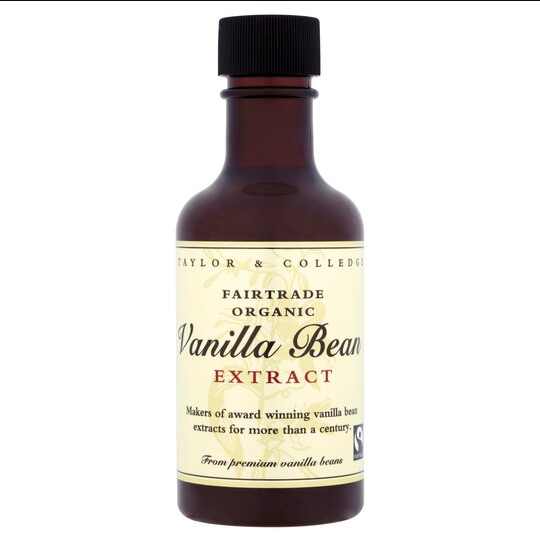 TAYLOR & COLLEDGE
FAIRTRADE
ORGANIC
Vanilla Bean
EXTRACT
Makers of award winning vanilla bean
extracts for more than a century.
From premium vanilla beans